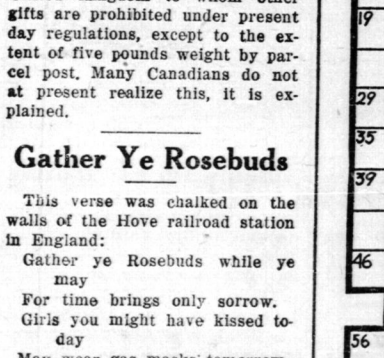 gifts are prohibited under present
day regulations, except to the ex-
tent of five pounds weight by par-
cel post. Many Canadians do not
at present realize this, it is ex-
plained.
Gather Ye Rosebuds
This verse was chalked on the
walls of the Hove railroad station
in England:
Gather ye Rosebuds while ye
may
For time brings only sorrow.
Girls you might have kissed to-
day
19
29
35
39
46
56